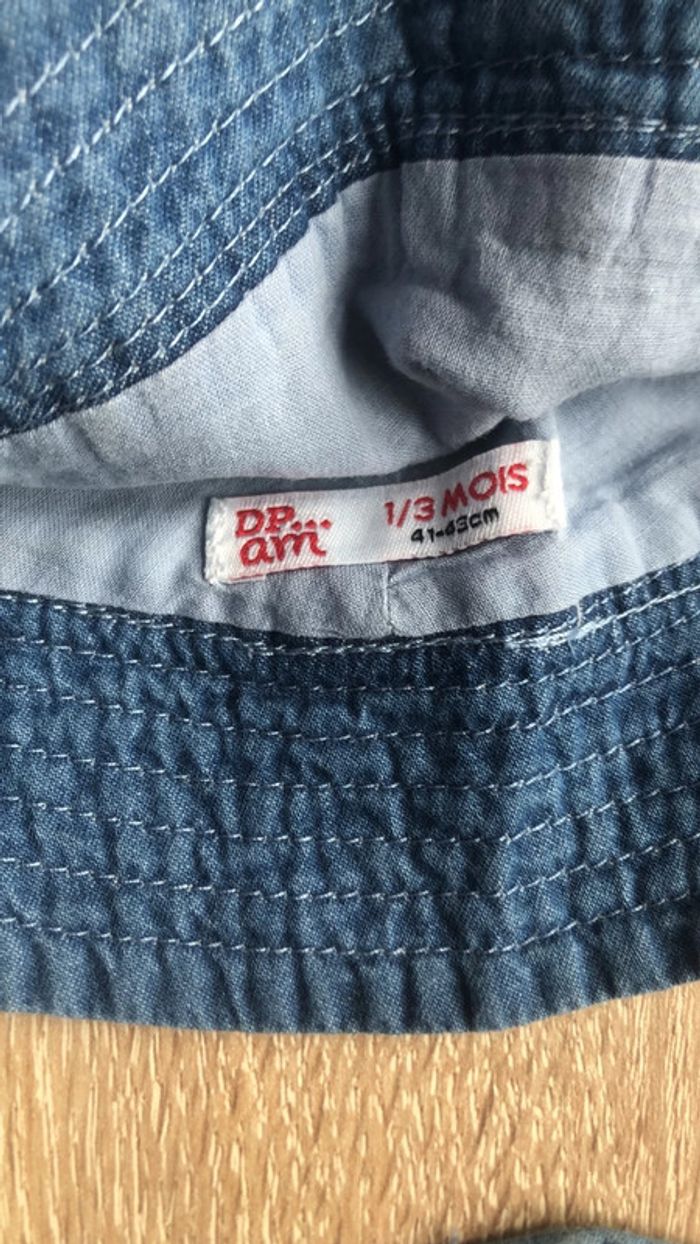 DP...
am
1/3 MOIS
41-43cm